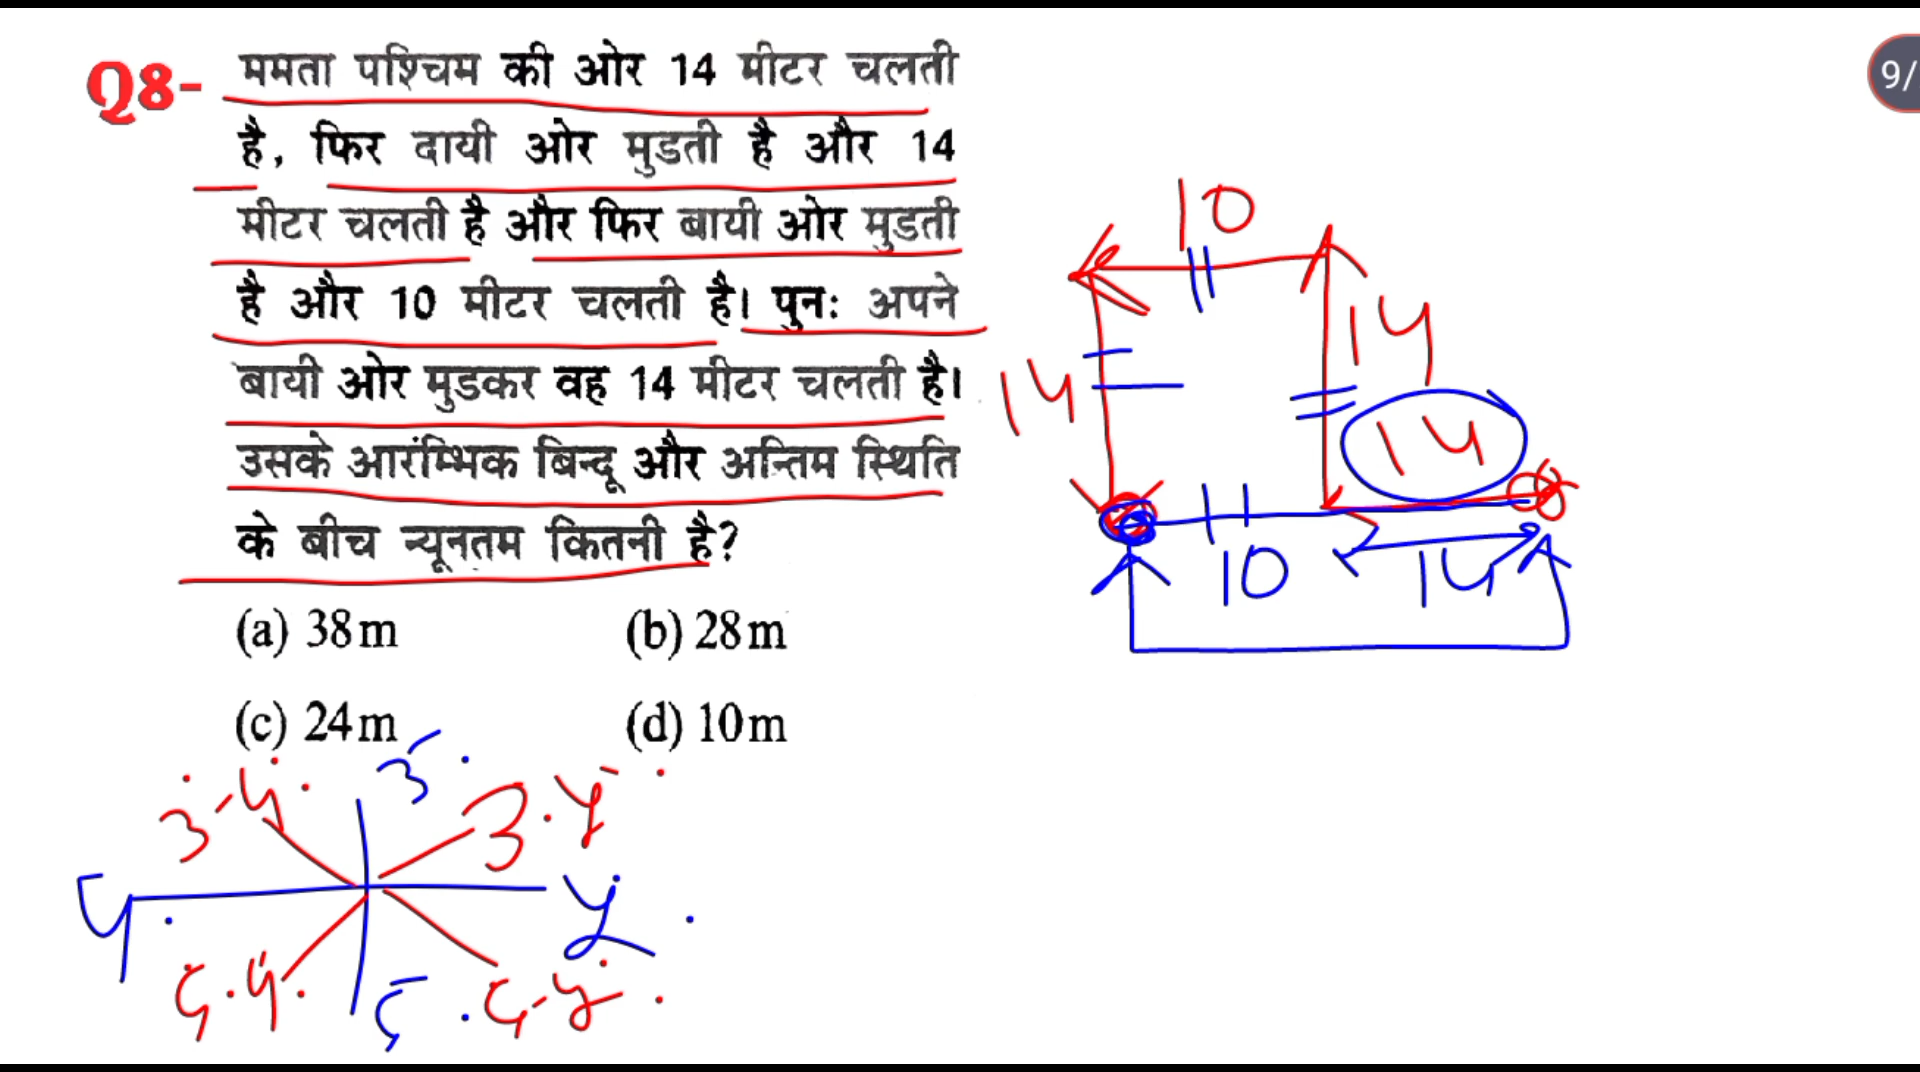 Q8- ममता पश्चिम की ओर 14 मीटर चलती
है, फिर दायी ओर मुडती है और 14
मीटर चलती है और फिर बायी ओर मुडती
है और 10 मीटर चलती है। पुनः अपने
बायी ओर मुडकर वह 14 मीटर चलती है।
उसके आरंम्भिक बिन्दू और अन्तिम स्थिति
के बीच न्यूनतम कितनी है?
(a) 38m (b) 28m
(c) 24m (d) 10m
9/
10
14
14
14
10
14